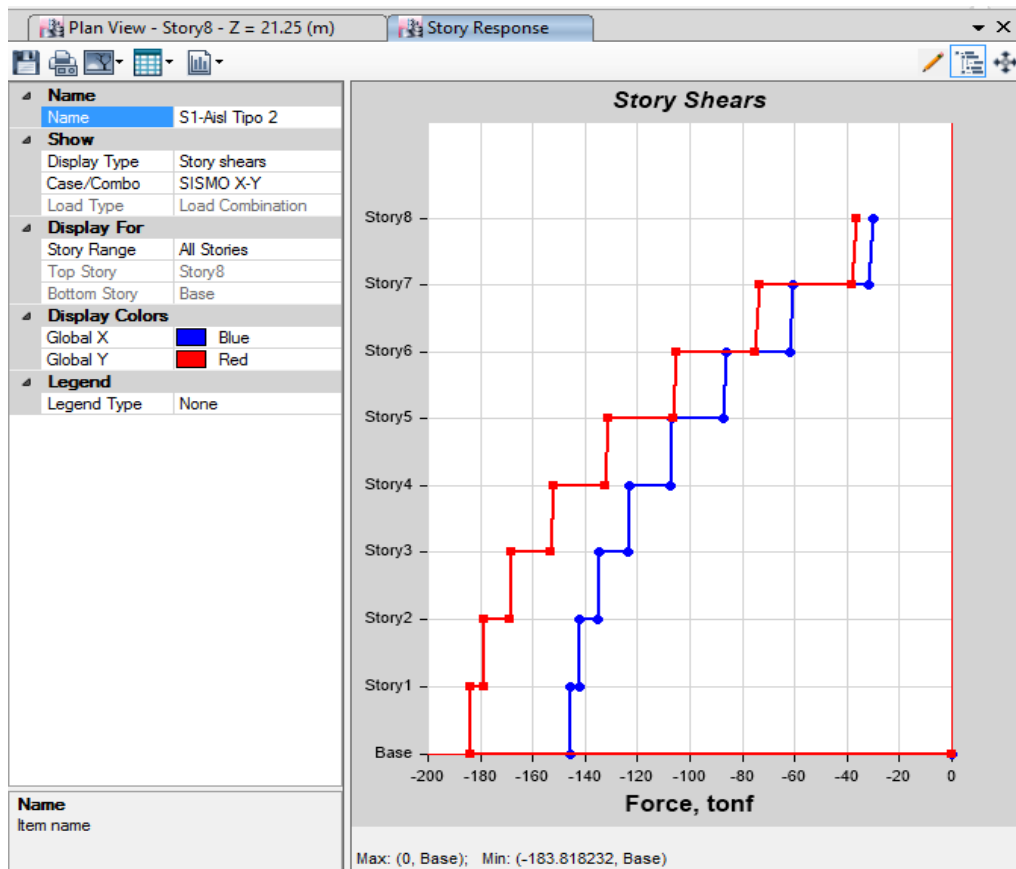 Plan View - Story8 - Z = 21.25 (m)
Story Response
Name
Name S1-Aisl Tipo 2
Show
Display Type Story shears
Case/Combo SISMO X-Y
Load Type Load Combination
Display For
Story Range All Stories
Top Story Story8
Bottom Story Base
Display Colors
Global X Blue
Global Y Red
Legend
Legend Type None
Name
Item name
Story Shears
Story8
Story7
Story6
Story5
Story4
Story3
Story2
Story1
Base
-200 -180 -160 -140 -120 -100 -80 -60 -40 -20 0
Force, tonf
Max: (0, Base); Min: (-183.818232, Base)